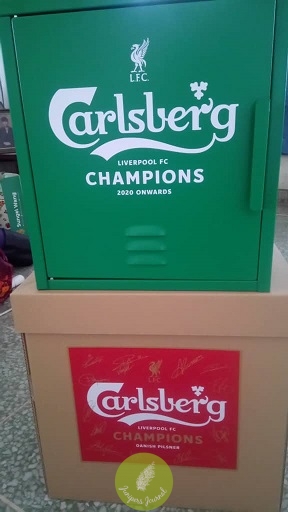 L.F.C.
Carlsberg
LIVERPOOL FC
CHAMPIONS
2020 ONWARDS
Carlsberg
LIVERPOOL FC
CHAMPIONS
DANISH PILSNER